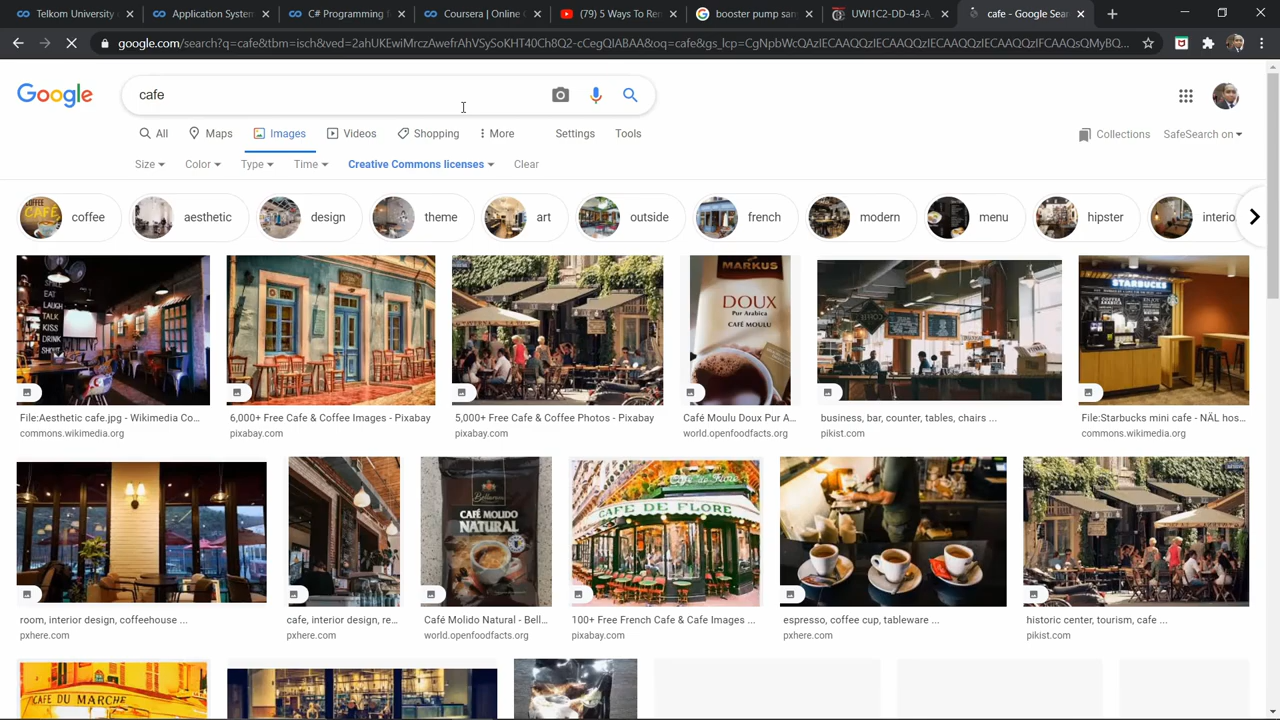 Telkom University
Application System
C# Programming
Coursera | Online
(79) 5 Ways To Re
booster pump san
UWI1C2-DD-43-A_
cafe - Google Sear
google.com/search?q=cafe&tbm=isch&ved=2ahUKEwiMrczAwefrAhVSySoKHT40Ch8Q2-cCegQIABAA&oq=cafe&gs_lcp=CgNpbWcQAzIECAAQQzIECAAQQzIECAAQQzIECAAQQzIFCAAQsQMyBQ...
Google
cafe
All
Maps
Images
Videos
Shopping
More
Settings
Tools
Collections
SafeSearch on
Size
Color
Type
Time
Creative Commons licenses
Clear
coffee
aesthetic
design
theme
art
outside
french
modern
menu
hipster
interio
SMILE
EAT
LAUGH
TALK
KISS
DRINK
SHOUT
MARKUS
DOUX
Pur Arabica
CAFÉ MOULU
STARBUCKS
File:Aesthetic cafe.jpg - Wikimedia Co...
commons.wikimedia.org
6,000+ Free Cafe & Coffee Images - Pixabay
pixabay.com
5,000+ Free Cafe & Coffee Photos - Pixabay
pixabay.com
Café Moulu Doux Pur A...
world.openfoodfacts.org
business, bar, counter, tables, chairs ...
pikist.com
File:Starbucks mini cafe - NÄL hos...
commons.wikimedia.org
CAFÉ MOLIDO
NATURAL
CAFE DE FLORE
room, interior design, coffeehouse ...
pxhere.com
cafe, interior design, re...
pxhere.com
Café Molido Natural - Bell...
world.openfoodfacts.org
100+ Free French Cafe & Cafe Images ...
pixabay.com
espresso, coffee cup, tableware ...
pxhere.com
historic center, tourism, cafe ...
pikist.com
CAFE DU MARCHE